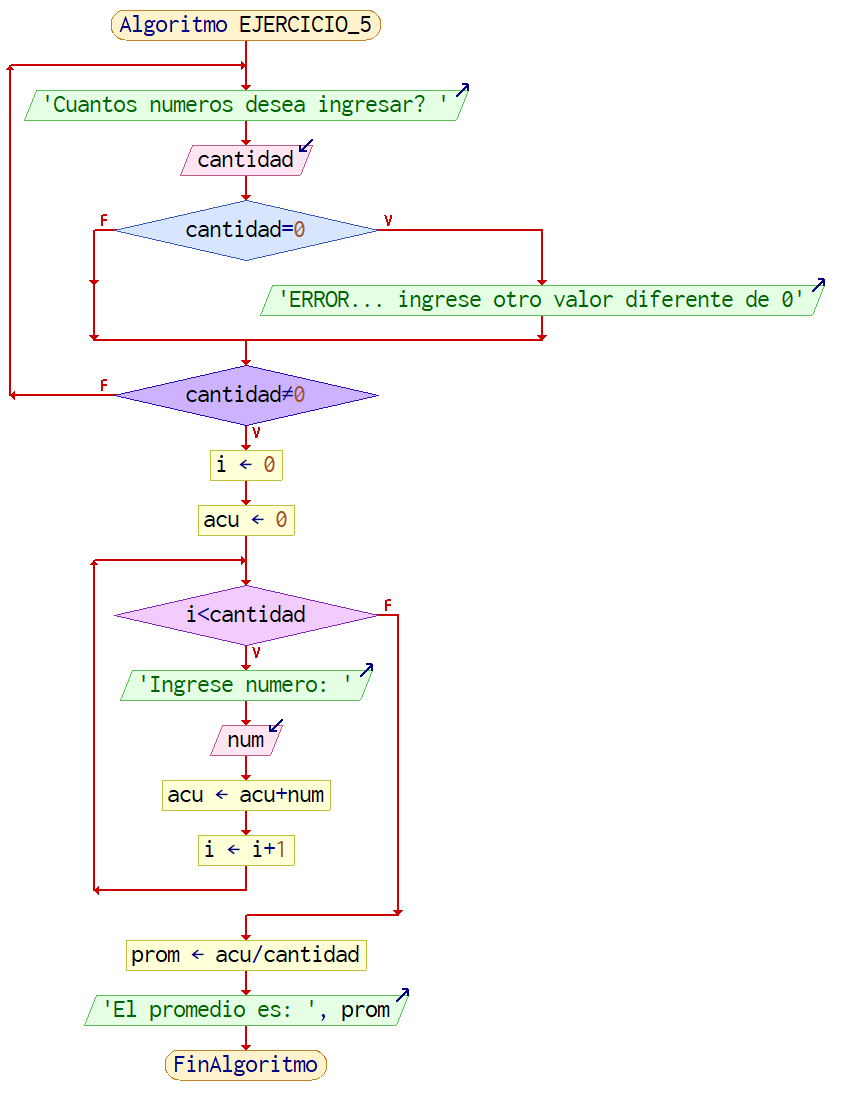 Algoritmo EJERCICIO_5
'Cuantos numeros desea ingresar? '
cantidad
F
cantidad=0
V
'ERROR... ingrese otro valor diferente de 0'
F
cantidad≠0
V
i ← 0
acu ← 0
i<cantidad
F
V
'Ingrese numero: '
num
acu ← acu+num
i ← i+1
prom ← acu/cantidad
'El promedio es: ', prom
FinAlgoritmo